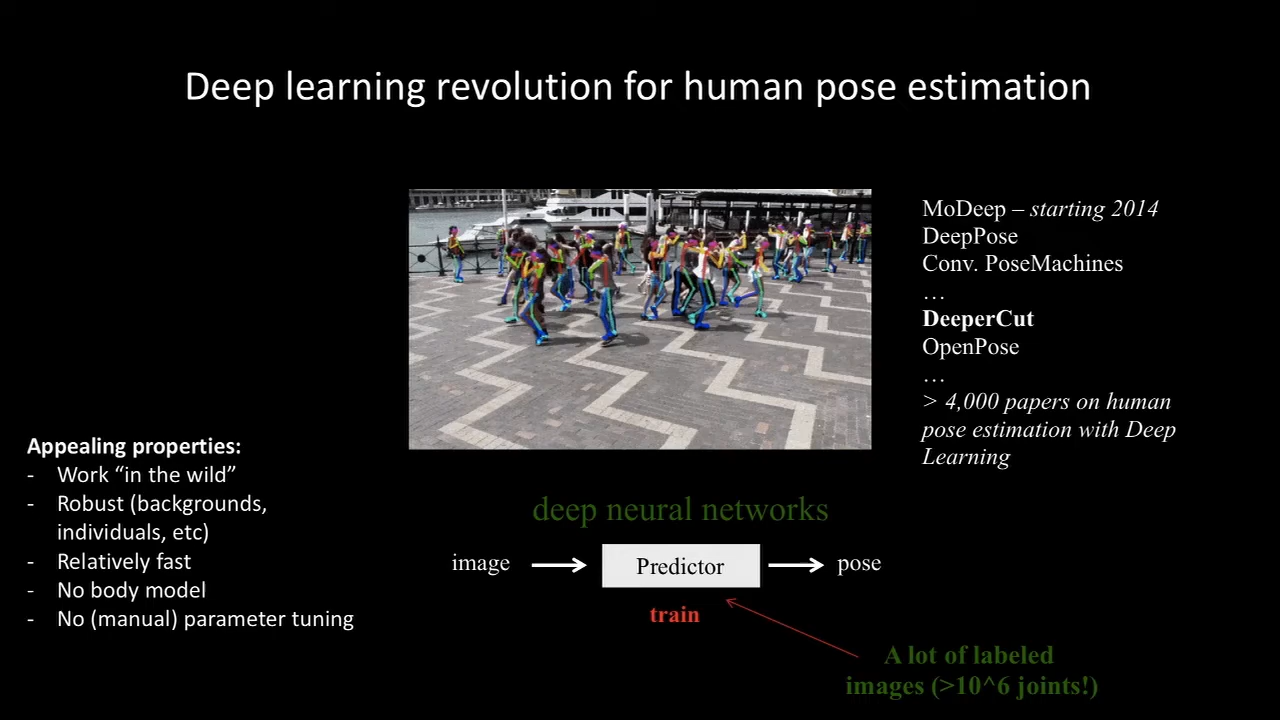 Deep learning revolution for human pose estimation
MoDeep – starting 2014
DeepPose
Conv. PoseMachines
…
DeeperCut
OpenPose
…
> 4,000 papers on human
pose estimation with Deep
Learning
Appealing properties:
- Work “in the wild”
- Robust (backgrounds,
individuals, etc)
- Relatively fast
- No body model
- No (manual) parameter tuning
deep neural networks
image
Predictor
pose
train
A lot of labeled
images (>10^6 joints!)